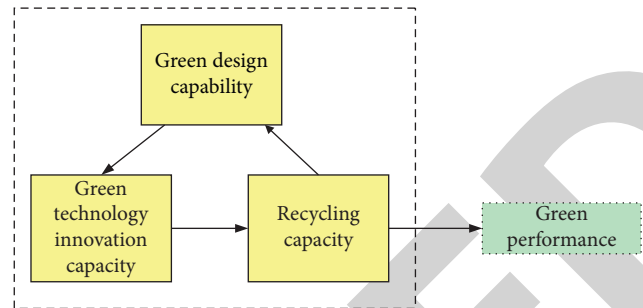 Green design
capability
Green
technology
innovation
capacity
Recycling
capacity
Green
performance